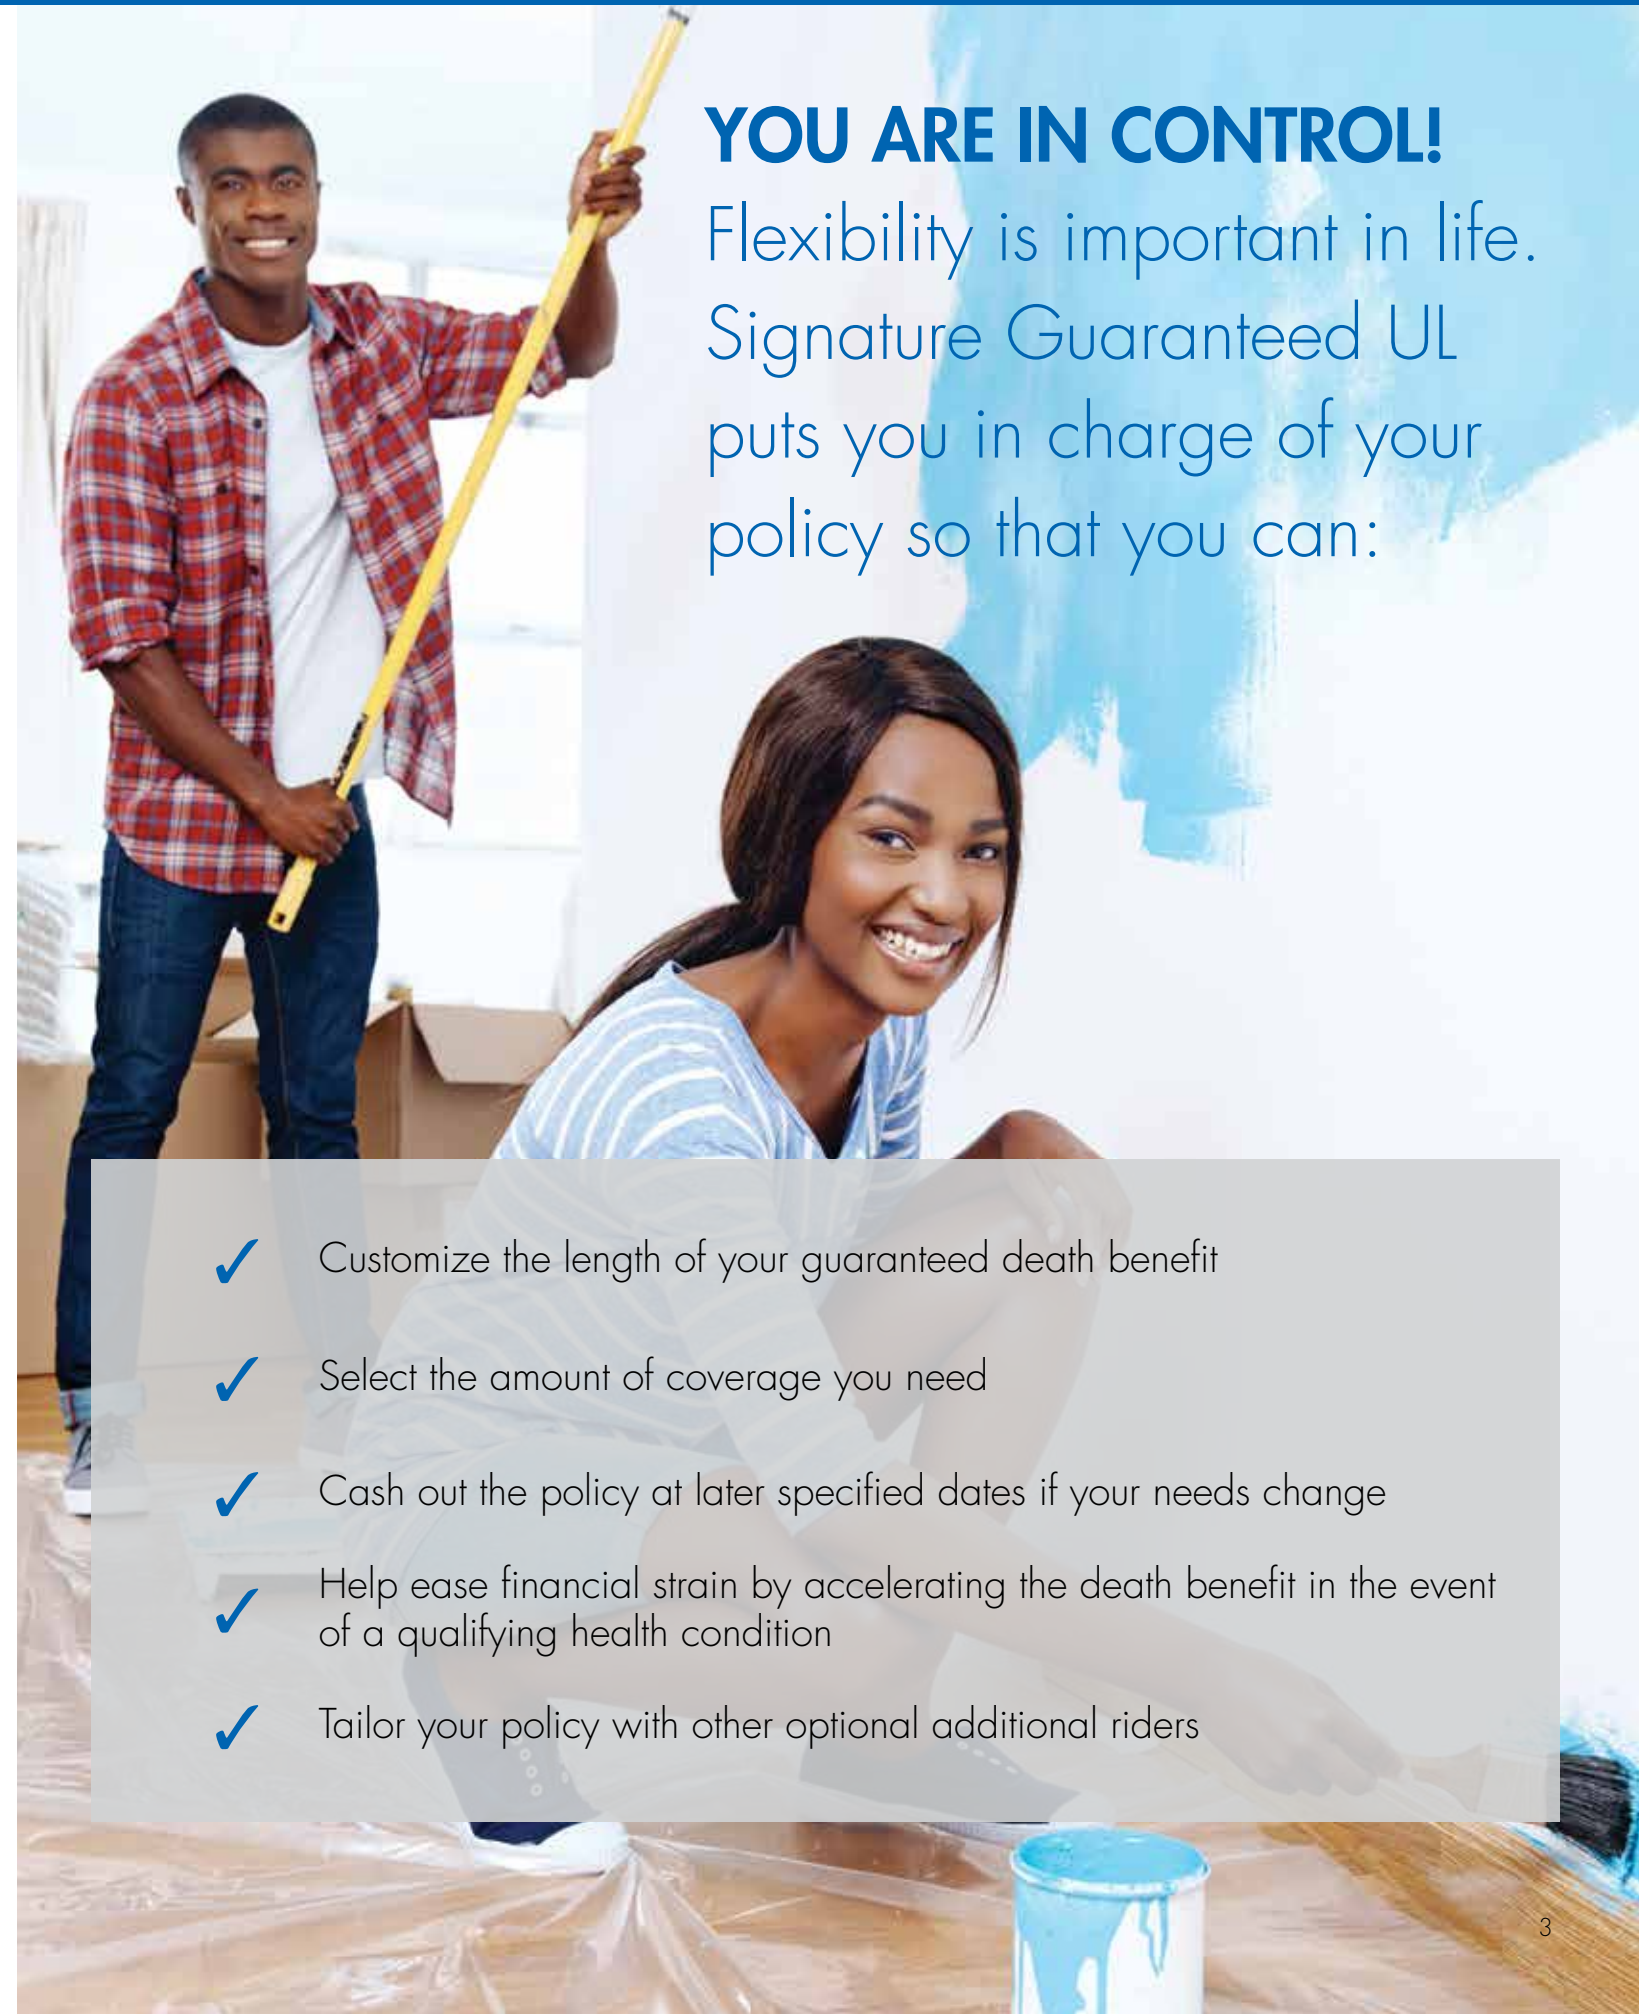 YOU ARE IN CONTROL!
Flexibility is important in life.
Signature Guaranteed UL
puts you in charge of your
policy so that you can:
✓ Customize the length of your guaranteed death benefit
✓ Select the amount of coverage you need
✓ Cash out the policy at later specified dates if your needs change
✓ Help ease financial strain by accelerating the death benefit in the event
of a qualifying health condition
✓ Tailor your policy with other optional additional riders
3